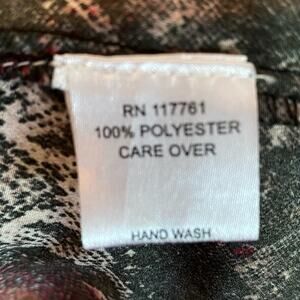 RN 117761
100% POLYESTER
CARE OVER
HAND WASH